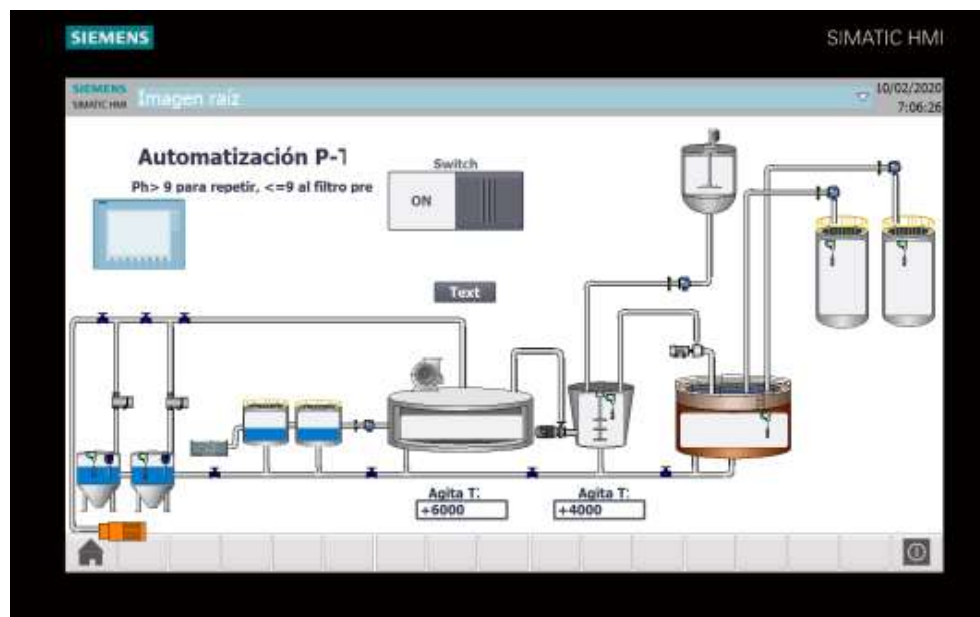 SIEMENS
SIMATIC HMI
SIEMENS
SIMATIC HMI
Imagen raíz
10/02/2020
7:06:26
Automatización P-1
Ph> 9 para repetir, <=9 al filtro pre
Switch
ON
Text
Agita T:
+6000
Agita T:
+4000